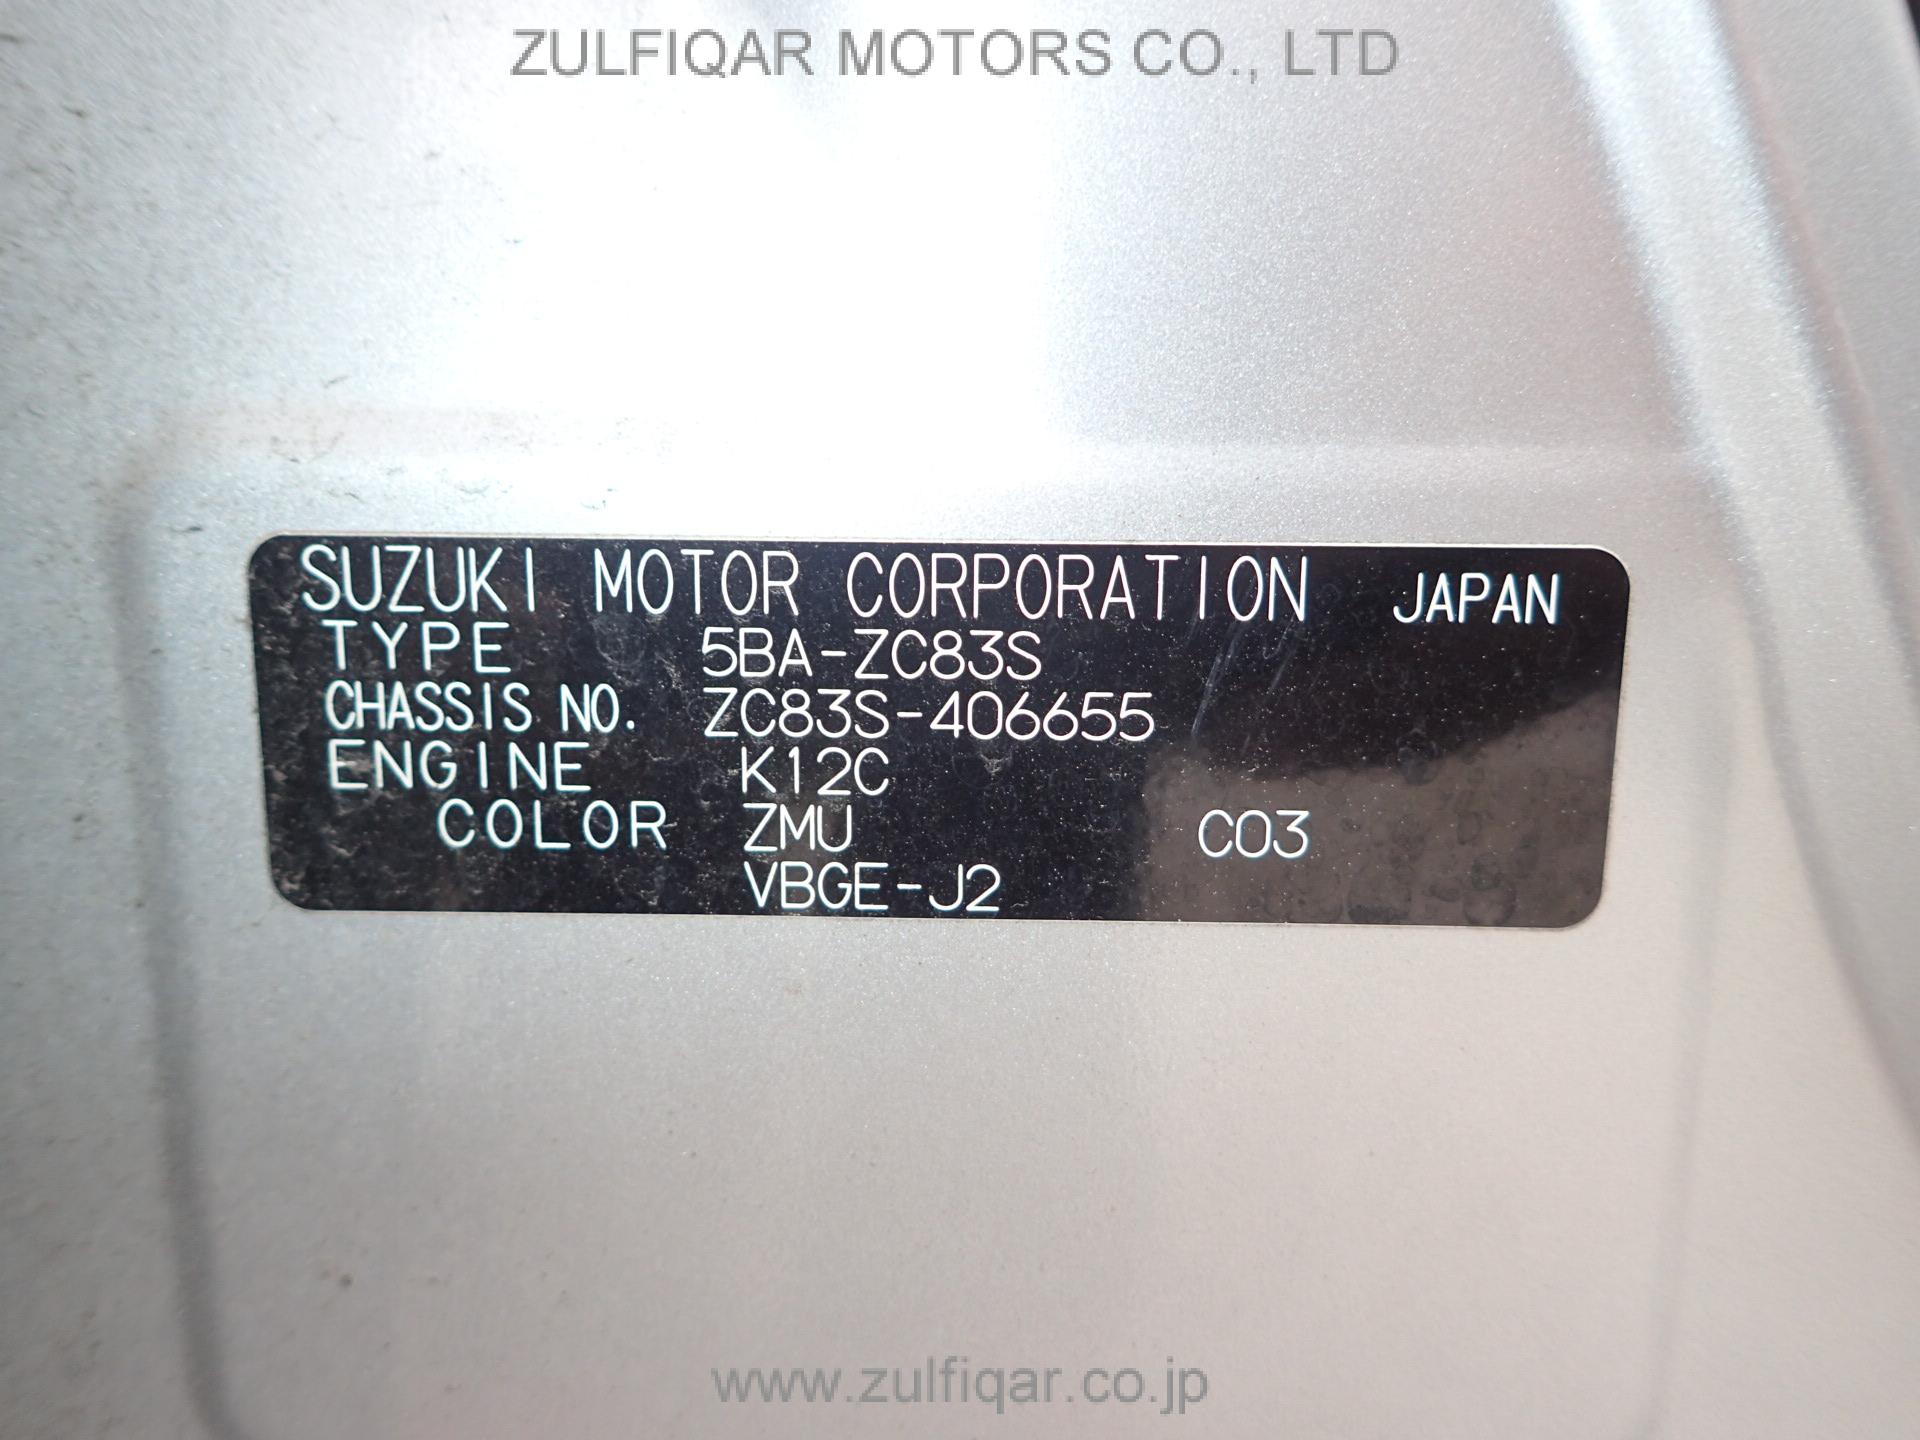 ZULFIQAR MOTORS CO., LTD
SUZUKI MOTOR CORPORATION JAPAN
TYPE 5BA-ZC83S
CHASSIS NO. ZC83S-406655
ENGINE K12C
COLOR ZMU C03
VBGE-J2
www.zulfiqar.co.jp